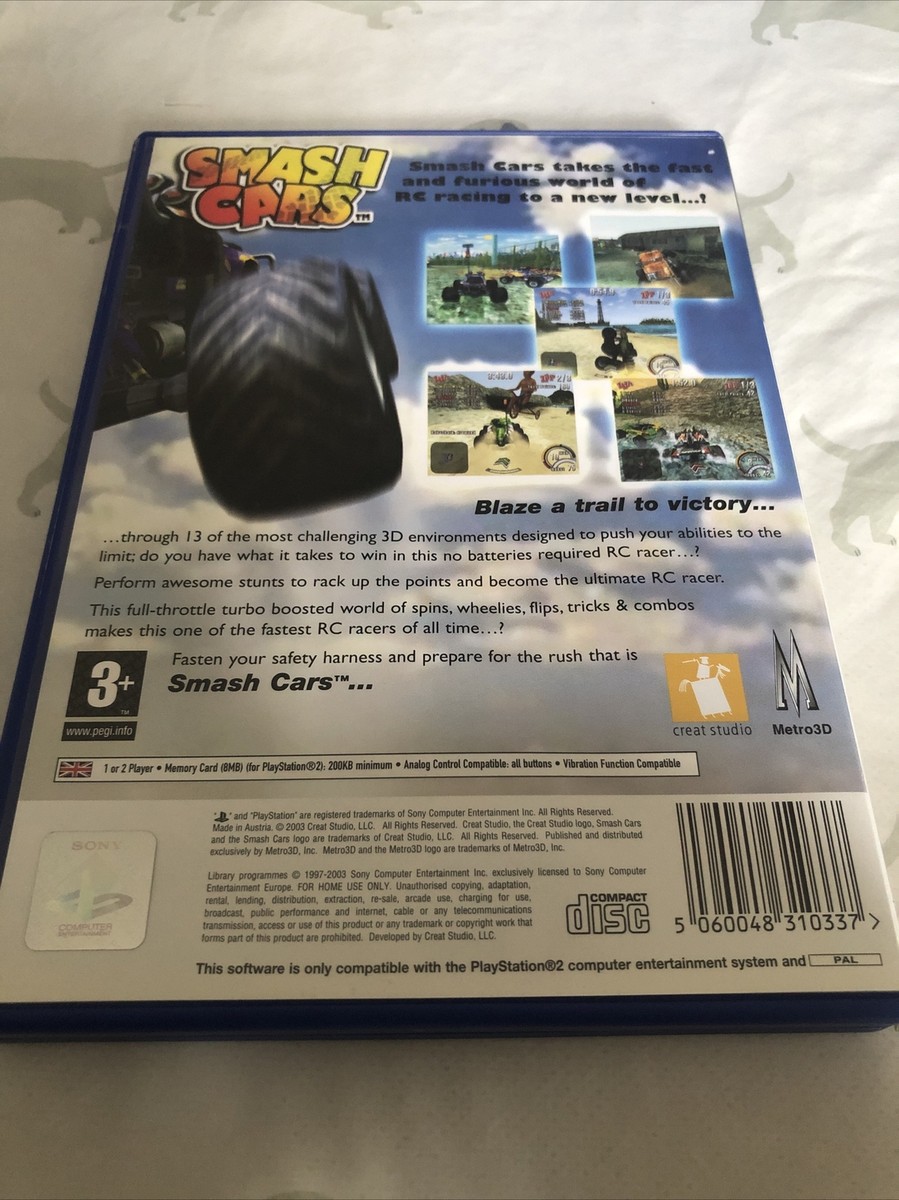 SMASH
CARS™
Smash Cars takes the fast
and furious world of
RC racing to a new level...!
Blaze a trail to victory...
...through 13 of the most challenging 3D environments designed to push your abilities to the
limit; do you have what it takes to win in this no batteries required RC racer...?
Perform awesome stunts to rack up the points and become the ultimate RC racer.
This full-throttle turbo boosted world of spins, wheelies, flips, tricks & combos
makes this one of the fastest RC racers of all time...?
Fasten your safety harness and prepare for the rush that is
Smash Cars™...
3+
™
www.pegi.info
creat studio
Metro3D
1 or 2 Player • Memory Card (8MB) (for PlayStation®2): 200KB minimum • Analog Control Compatible: all buttons • Vibration Function Compatible
" " and "PlayStation" are registered trademarks of Sony Computer Entertainment Inc. All Rights Reserved.
Made in Austria. © 2003 Creat Studio, LLC. All Rights Reserved. Creat Studio, the Creat Studio logo, Smash Cars
and the Smash Cars logo are trademarks of Creat Studio, LLC. All Rights Reserved. Published and distributed
exclusively by Metro3D, Inc. Metro3D and the Metro3D logo are trademarks of Metro3D, Inc.
Library programmes © 1997-2003 Sony Computer Entertainment Inc. exclusively licensed to Sony Computer
Entertainment Europe. FOR HOME USE ONLY. Unauthorised copying, adaptation,
rental, lending, distribution, extraction, re-sale, arcade use, charging for use,
broadcast, public performance and internet, cable or any telecommunications
transmission, access or use of this product or any trademark or copyright work that
forms part of this product are prohibited. Developed by Creat Studio, LLC.
SONY
COMPUTER
ENTERTAINMENT
COMPACT
disc
5 060048 310337 >
This software is only compatible with the PlayStation®2 computer entertainment system and PAL